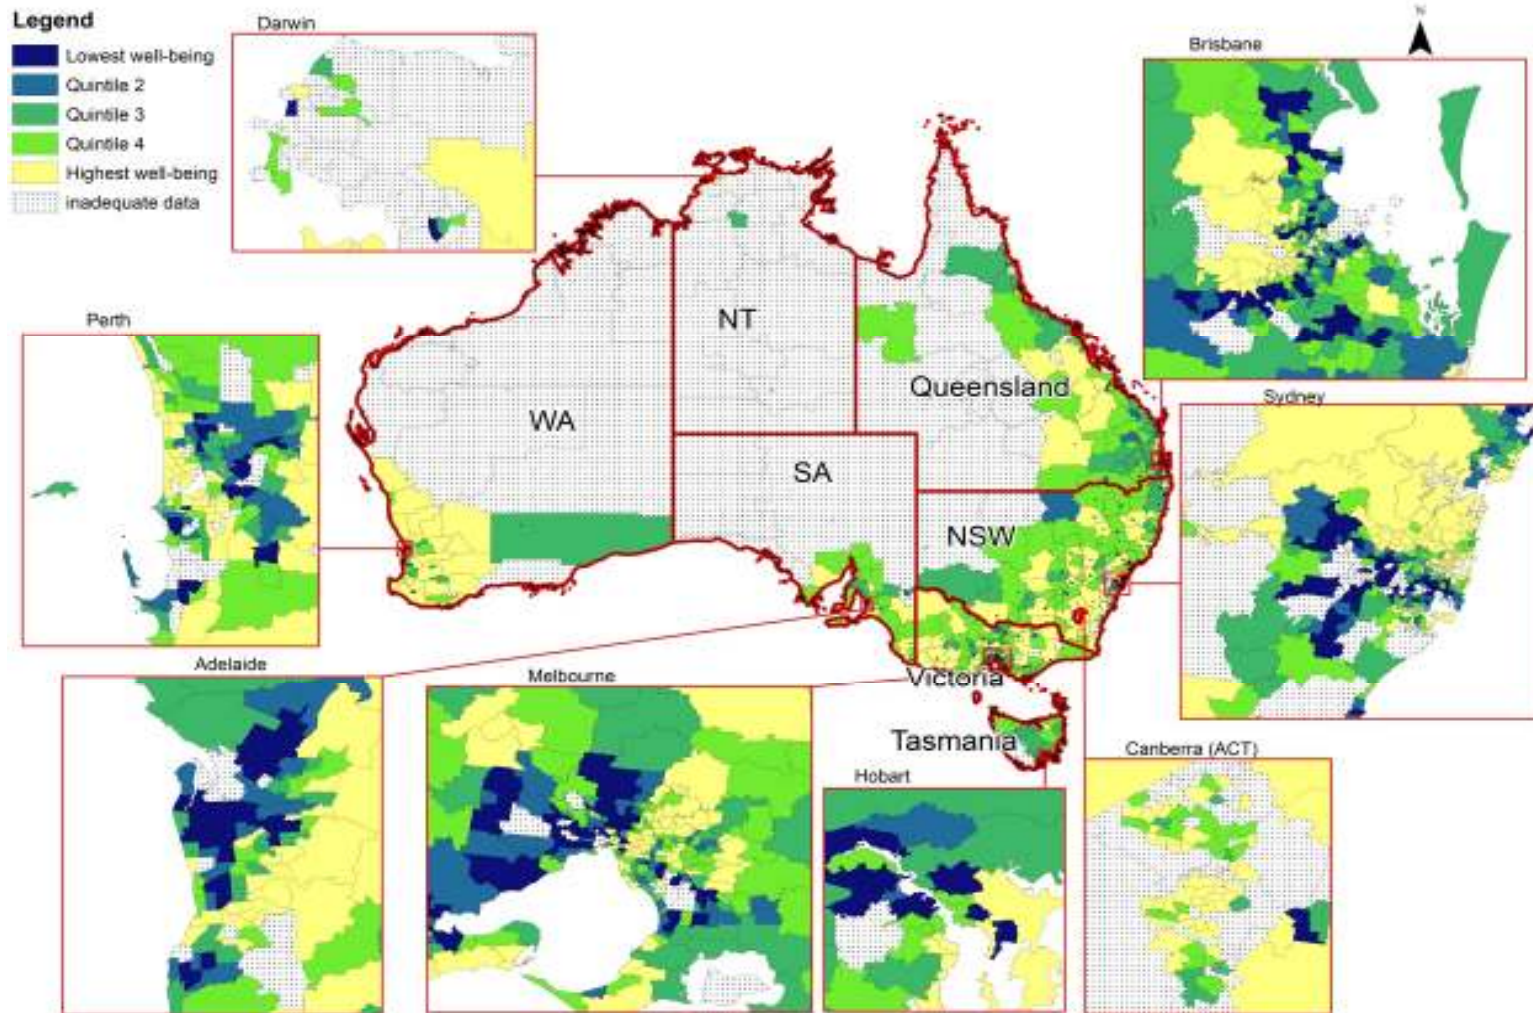 Legend
Lowest well-being
Quintile 2
Quintile 3
Quintile 4
Highest well-being
inadequate data
Darwin
N
Brisbane
Perth
NT
Queensland
WA
Sydney
SA
NSW
Adelaide
Melbourne
Victoria
Tasmania
Canberra (ACT)
Hobart